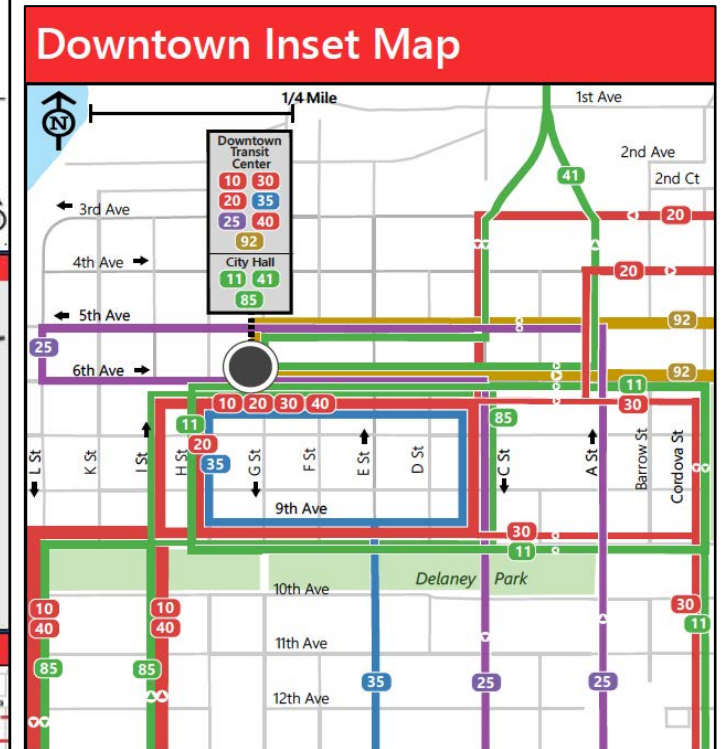 Downtown Inset Map
N
1/4 Mile
1st Ave
Downtown
Transit
Center
10 30
20 35
25 40
92
City Hall
11 41
85
2nd Ave
41
2nd Ct
3rd Ave
20
4th Ave
20
5th Ave
92
25
6th Ave
92
11
10 20 30 40
30
11
85
20
35
L St
K St
I St
H St
G St
F St
E St
D St
C St
A St
Barrow St
Cordova St
9th Ave
30
11
Delaney Park
10th Ave
10
40
10
40
30
11
11th Ave
85
85
35
25
25
12th Ave